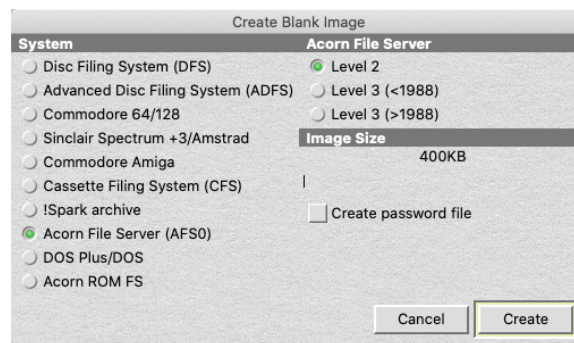 Create Blank Image
System
Disc Filing System (DFS)
Advanced Disc Filing System (ADFS)
Commodore 64/128
Sinclair Spectrum +3/Amstrad
Commodore Amiga
Cassette Filing System (CFS)
!Spark archive
Acorn File Server (AFS0)
DOS Plus/DOS
Acorn ROM FS
Acorn File Server
Level 2
Level 3 (<1988)
Level 3 (>1988)
Image Size
400KB
Create password file
Cancel
Create